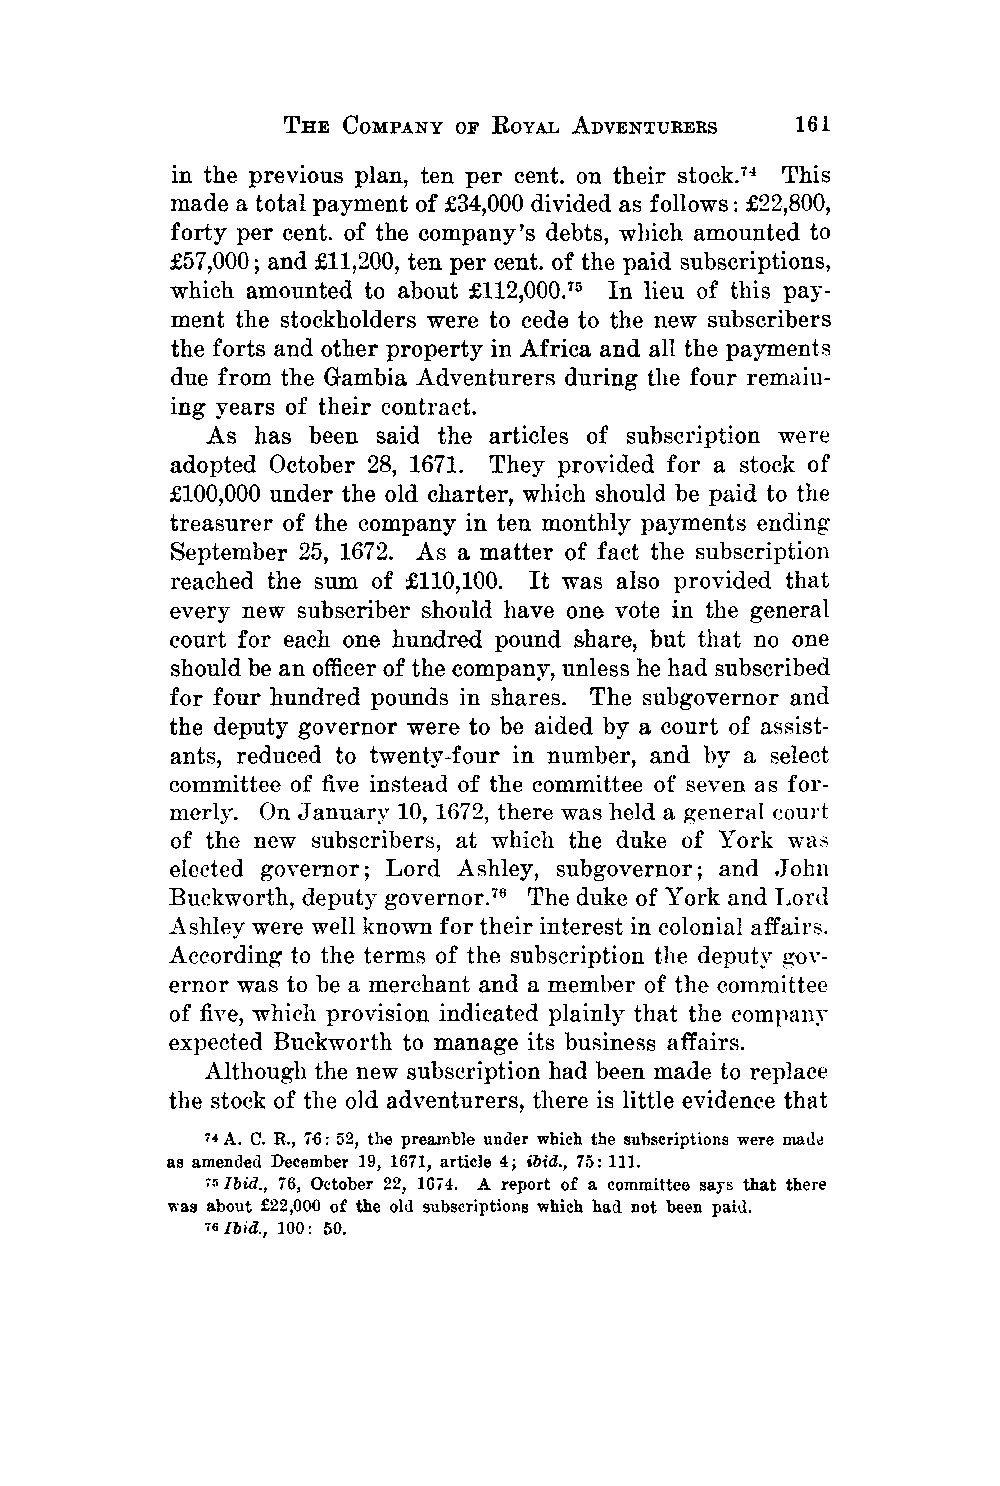 THE COMPANY OF ROYAL ADVENTURERS 161
in the previous plan, ten per cent. on their stock.⁷⁴ This
made a total payment of £34,000 divided as follows: £22,800,
forty per cent. of the company's debts, which amounted to
£57,000; and £11,200, ten per cent. of the paid subscriptions,
which amounted to about £112,000.⁷⁵ In lieu of this pay-
ment the stockholders were to cede to the new subscribers
the forts and other property in Africa and all the payments
due from the Gambia Adventurers during the four remain-
ing years of their contract.
As has been said the articles of subscription were
adopted October 28, 1671. They provided for a stock of
£100,000 under the old charter, which should be paid to the
treasurer of the company in ten monthly payments ending
September 25, 1672. As a matter of fact the subscription
reached the sum of £110,100. It was also provided that
every new subscriber should have one vote in the general
court for each one hundred pound share, but that no one
should be an officer of the company, unless he had subscribed
for four hundred pounds in shares. The subgovernor and
the deputy governor were to be aided by a court of assist-
ants, reduced to twenty-four in number, and by a select
committee of five instead of the committee of seven as for-
merly. On January 10, 1672, there was held a general court
of the new subscribers, at which the duke of York was
elected governor; Lord Ashley, subgovernor; and John
Buckworth, deputy governor.⁷⁶ The duke of York and Lord
Ashley were well known for their interest in colonial affairs.
According to the terms of the subscription the deputy gov-
ernor was to be a merchant and a member of the committee
of five, which provision indicated plainly that the company
expected Buckworth to manage its business affairs.
Although the new subscription had been made to replace
the stock of the old adventurers, there is little evidence that
⁷⁴ A. C. R., 76: 52, the preamble under which the subscriptions were made
as amended December 19, 1671, article 4; ibid., 75: 111.
⁷⁵ Ibid., 76, October 22, 1674. A report of a committee says that there
was about £22,000 of the old subscriptions which had not been paid.
⁷⁶ Ibid., 100: 50.